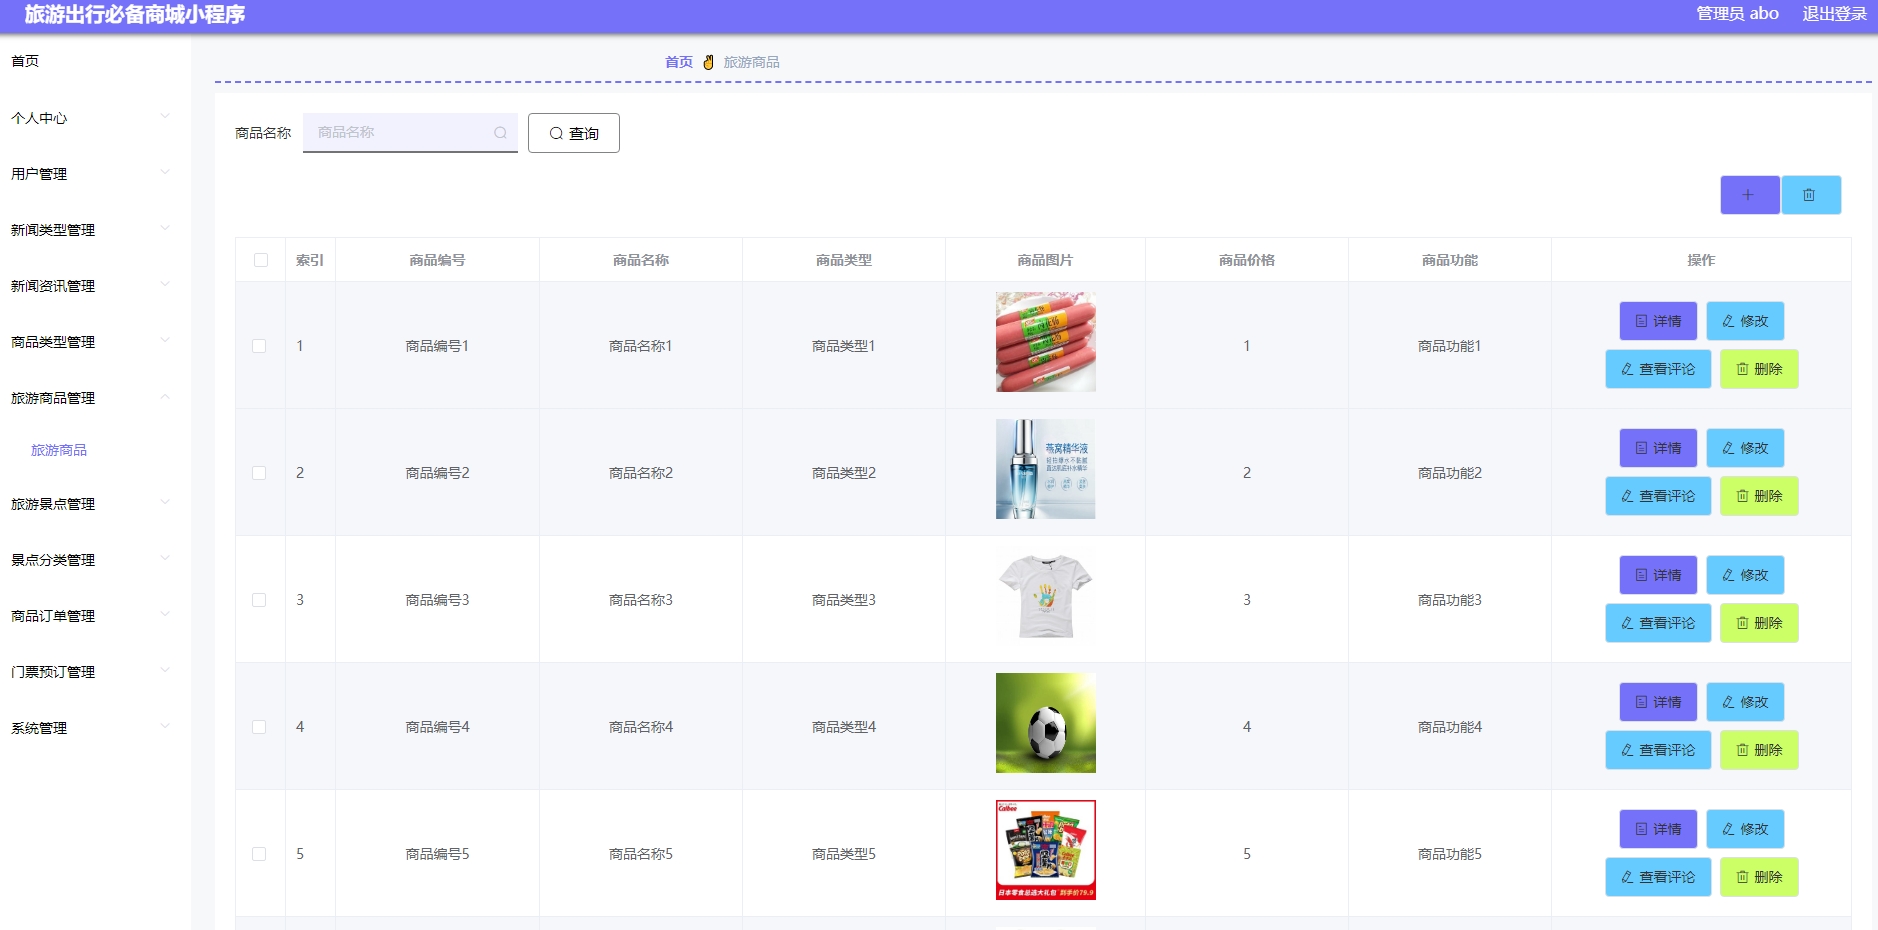 旅游出行必备商城小程序
管理员 abo 退出登录
首页
个人中心
用户管理
新闻类型管理
新闻资讯管理
商品类型管理
旅游商品管理
旅游商品
旅游景点管理
景点分类管理
商品订单管理
门票预订管理
系统管理
首页 旅游商品
商品名称 商品名称 查询
索引 商品编号 商品名称 商品类型 商品图片 商品价格 商品功能 操作
1 商品编号1 商品名称1 商品类型1 1 商品功能1
详情 修改
查看评论 删除
2 商品编号2 商品名称2 商品类型2 2 商品功能2
燕窝精华液
详情 修改
查看评论 删除
3 商品编号3 商品名称3 商品类型3 3 商品功能3
详情 修改
查看评论 删除
4 商品编号4 商品名称4 商品类型4 4 商品功能4
详情 修改
查看评论 删除
5 商品编号5 商品名称5 商品类型5 5 商品功能5
Calbee
日本零食总选大礼包 到手价79.9
详情 修改
查看评论 删除